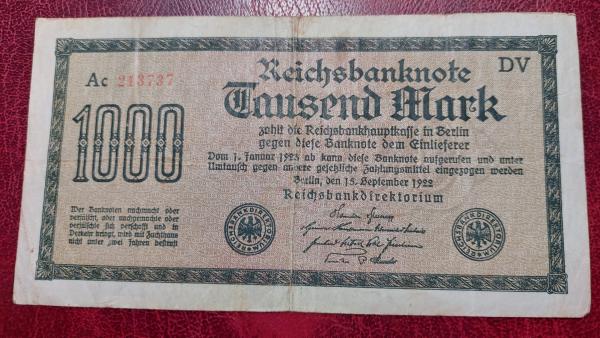 Ac 213737
DV
1000
Reichsbanknote
Tausend Mark
zahlt die Reichsbankhauptkasse in Berlin
gegen diese Banknote dem Einlieferer
Vom 1. Januar 1923 ab kann diese Banknote aufgerufen und unter
Umtausch gegen andere gesetzliche Zahlungsmittel eingezogen werden
Berlin, den 15. September 1922
Reichsbankdirektorium
Wer Banknoten nachmacht oder
verfälscht, oder nachgemachte oder
verfälschte sich verschafft und in
Verkehr bringt, wird mit Zuchthaus
nicht unter zwei Jahren bestraft
REICHSBANKDIREKTORIUM
REICHSBANKDIREKTORIUM